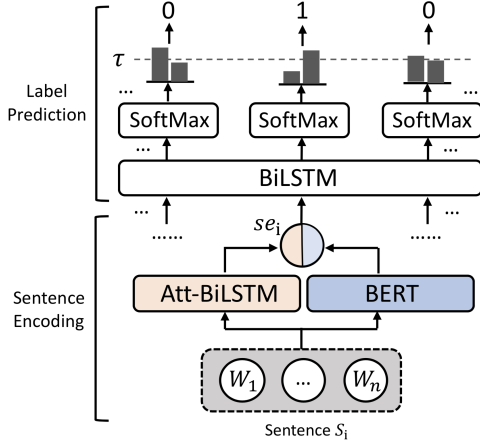 0 1 0
τ
... ...
Label
Prediction
SoftMax SoftMax SoftMax
... ...
BiLSTM
... ...
...... ......
se_i
Sentence
Encoding
Att-BiLSTM BERT
W_1 ... W_n
Sentence S_i